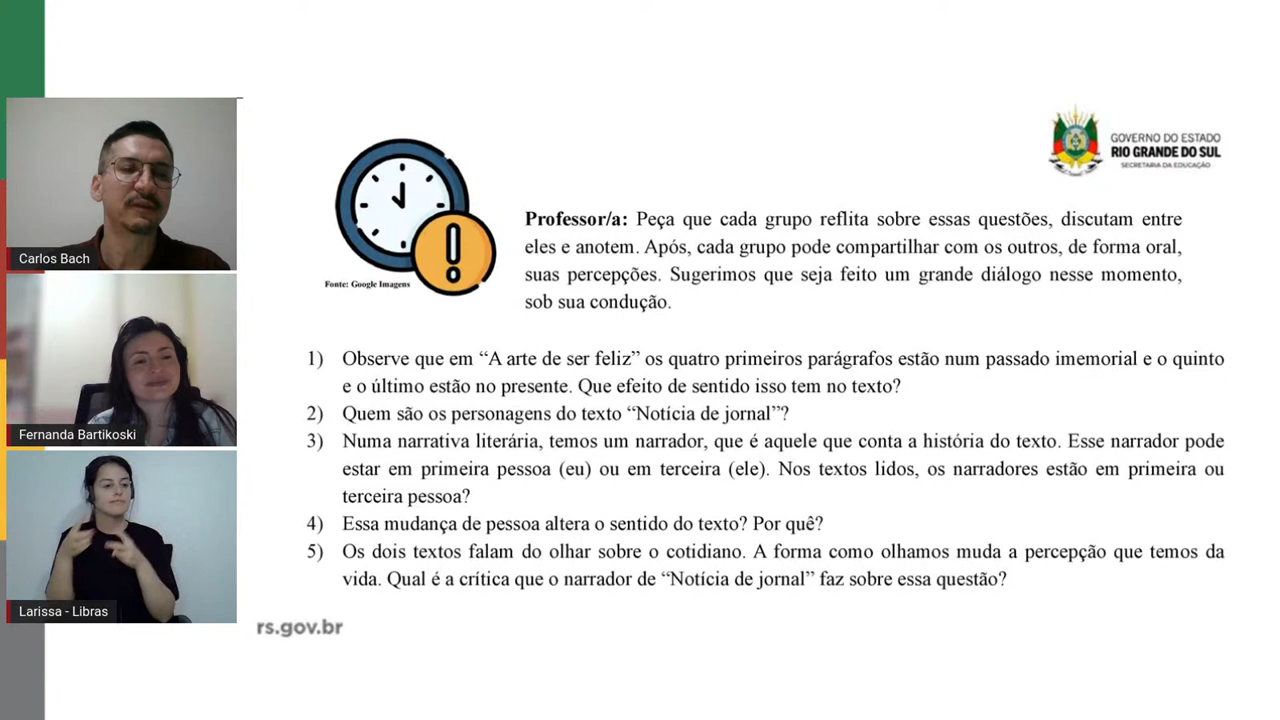 GOVERNO DO ESTADO
RIO GRANDE DO SUL
SECRETARIA DA EDUCAÇÃO
Carlos Bach
Fonte: Google Imagens
Professor/a: Peça que cada grupo reflita sobre essas questões, discutam entre
eles e anotem. Após, cada grupo pode compartilhar com os outros, de forma oral,
suas percepções. Sugerimos que seja feito um grande diálogo nesse momento,
sob sua condução.
1) Observe que em “A arte de ser feliz” os quatro primeiros parágrafos estão num passado imemorial e o quinto
e o último estão no presente. Que efeito de sentido isso tem no texto?
2) Quem são os personagens do texto “Notícia de jornal”?
3) Numa narrativa literária, temos um narrador, que é aquele que conta a história do texto. Esse narrador pode
estar em primeira pessoa (eu) ou em terceira (ele). Nos textos lidos, os narradores estão em primeira ou
terceira pessoa?
4) Essa mudança de pessoa altera o sentido do texto? Por quê?
5) Os dois textos falam do olhar sobre o cotidiano. A forma como olhamos muda a percepção que temos da
vida. Qual é a crítica que o narrador de “Notícia de jornal” faz sobre essa questão?
Fernanda Bartikoski
Larissa - Libras
rs.gov.br